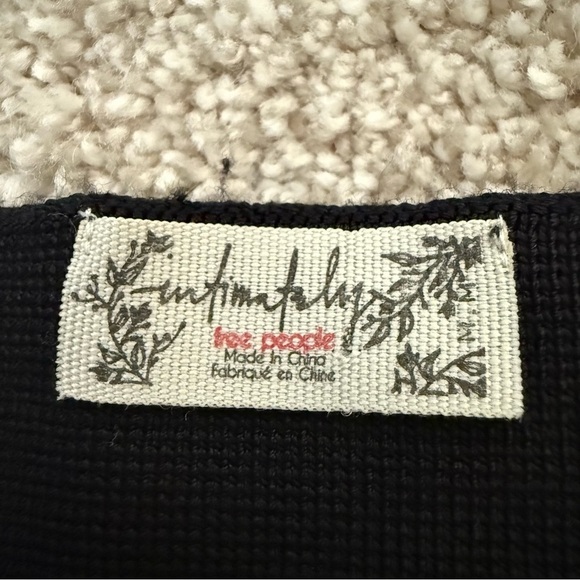 intimately
free people
Made in China
Fabriqué en Chine
M . M